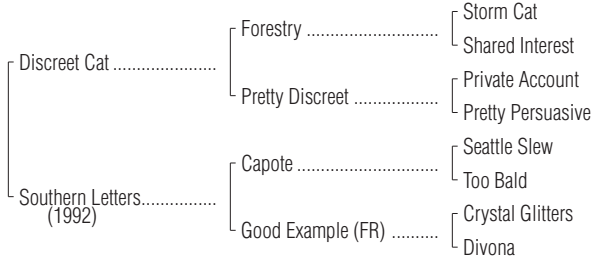 Storm Cat
Forestry ..............................
Shared Interest
Discreet Cat .......................
Private Account
Pretty Discreet ...................
Pretty Persuasive
Seattle Slew
Capote ................................
Too Bald
Southern Letters.................
(1992)
Crystal Glitters
Good Example (FR) ..........
Divona